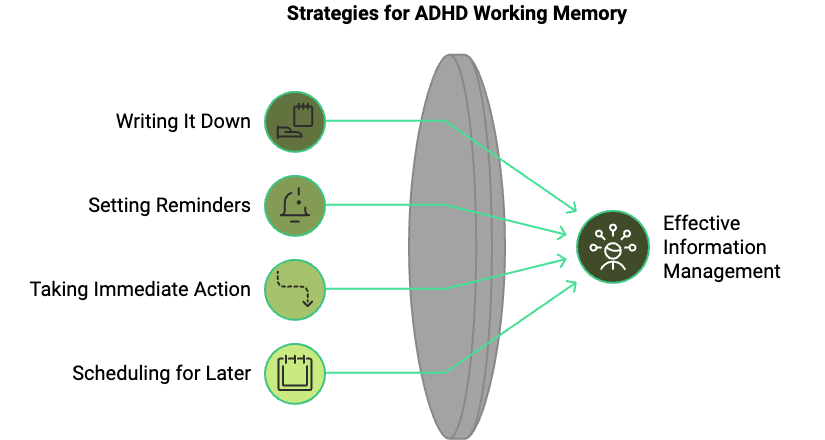 Strategies for ADHD Working Memory
Writing It Down
Setting Reminders
Taking Immediate Action
Scheduling for Later
Effective
Information
Management